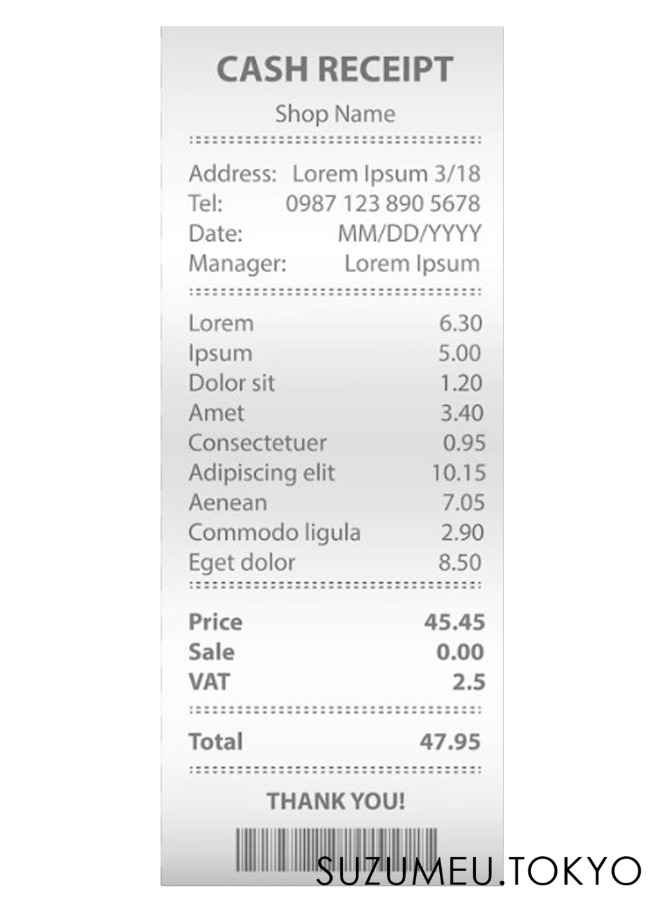 CASH RECEIPT
Shop Name
Address: Lorem Ipsum 3/18
Tel: 0987 123 890 5678
Date: MM/DD/YYYY
Manager: Lorem Ipsum
Lorem 6.30
Ipsum 5.00
Dolor sit 1.20
Amet 3.40
Consectetuer 0.95
Adipiscing elit 10.15
Aenean 7.05
Commodo ligula 2.90
Eget dolor 8.50
Price 45.45
Sale 0.00
VAT 2.5
Total 47.95
THANK YOU!
SUZUMEU.TOKYO